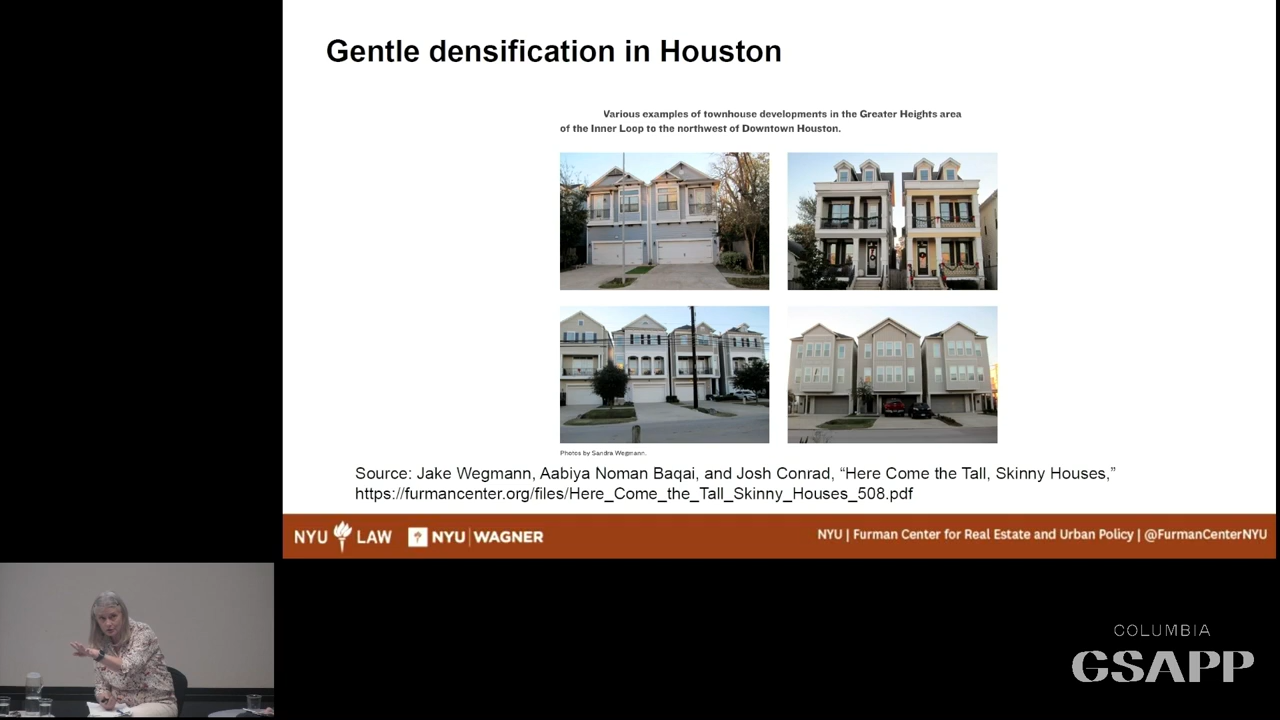 Gentle densification in Houston
Various examples of townhouse developments in the Greater Heights area
of the Inner Loop to the northwest of Downtown Houston.
Photos by Sandra Wegmann.
Source: Jake Wegmann, Aabiya Noman Baqai, and Josh Conrad, “Here Come the Tall, Skinny Houses,”
https://furmancenter.org/files/Here_Come_the_Tall_Skinny_Houses_508.pdf
NYU LAW NYU WAGNER NYU | Furman Center for Real Estate and Urban Policy | @FurmanCenterNYU
COLUMBIA
GSAPP